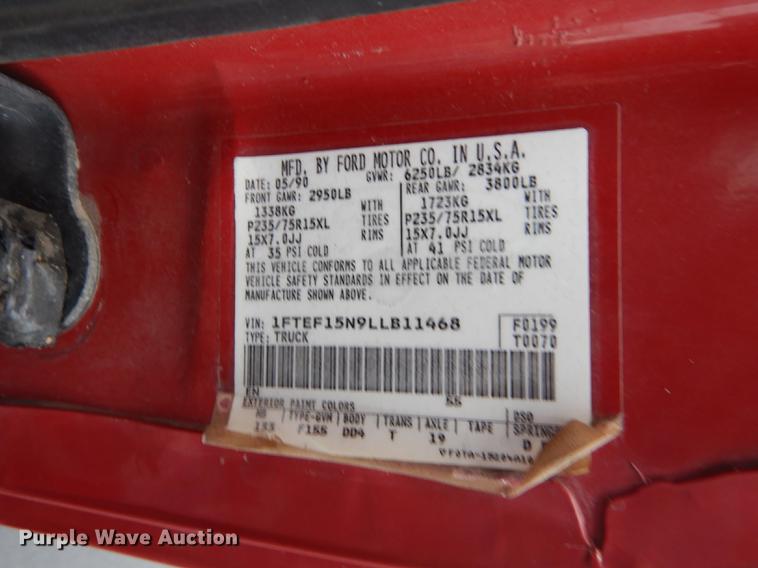 MFD. BY FORD MOTOR CO. IN U.S.A.
DATE: 05/90 GVWR: 6250LB/ 2834KG
FRONT GAWR: 2950LB REAR GAWR: 3800LB
1338KG WITH 1723KG WITH
P235/75R15XL TIRES P235/75R15XL TIRES
15X7.0JJ RIMS 15X7.0JJ RIMS
AT 35 PSI COLD AT 41 PSI COLD
THIS VEHICLE CONFORMS TO ALL APPLICABLE FEDERAL MOTOR
VEHICLE SAFETY STANDARDS IN EFFECT ON THE DATE OF
MANUFACTURE SHOWN ABOVE.
VIN: 1FTEF15N9LLB11468 F0199
TYPE: TRUCK T0070
EN 55
EXTERIOR PAINT COLORS DSO
WB TYPE-GVM BODY TRANS AXLE TAPE SPRINGS
133 F155 DD4 T 19 D
Purple Wave Auction